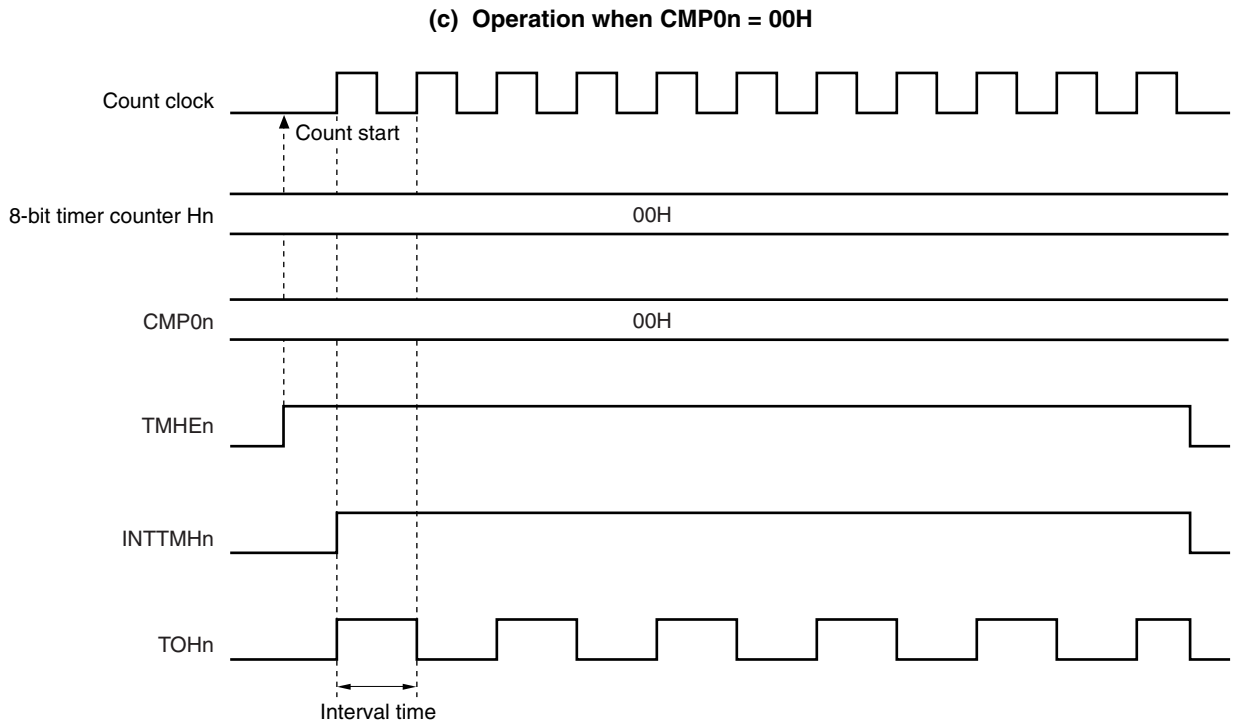 (c) Operation when CMP0n = 00H
Count clock
Count start
8-bit timer counter Hn
00H
CMP0n
00H
TMHEn
INTTMHn
TOHn
Interval time